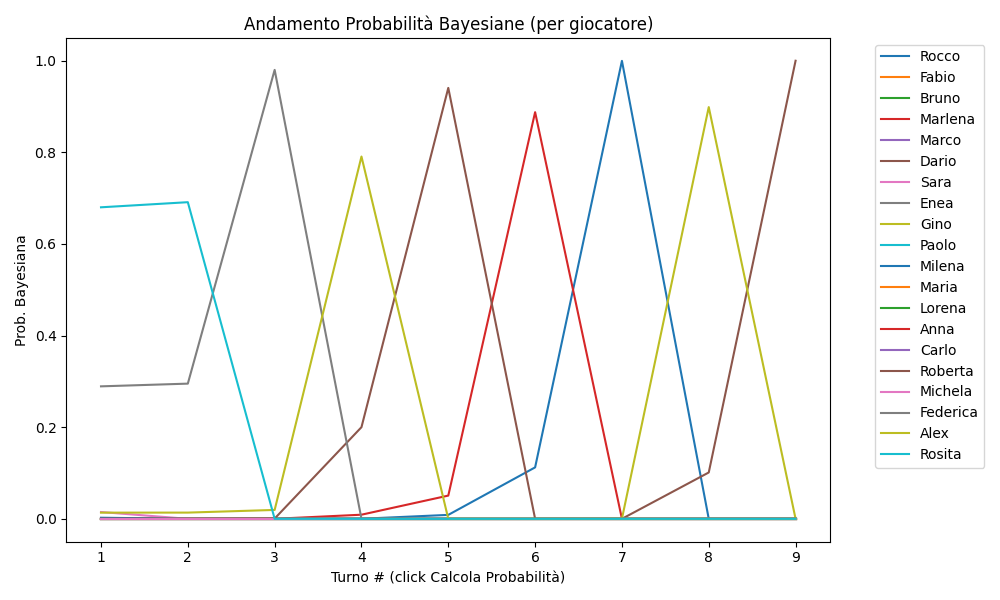 Andamento Probabilità Bayesiane (per giocatore)
Prob. Bayesiana
1.0
0.8
0.6
0.4
0.2
0.0
1 2 3 4 5 6 7 8 9
Turno # (click Calcola Probabilità)
Rocco
Fabio
Bruno
Marlena
Marco
Dario
Sara
Enea
Gino
Paolo
Milena
Maria
Lorena
Anna
Carlo
Roberta
Michela
Federica
Alex
Rosita